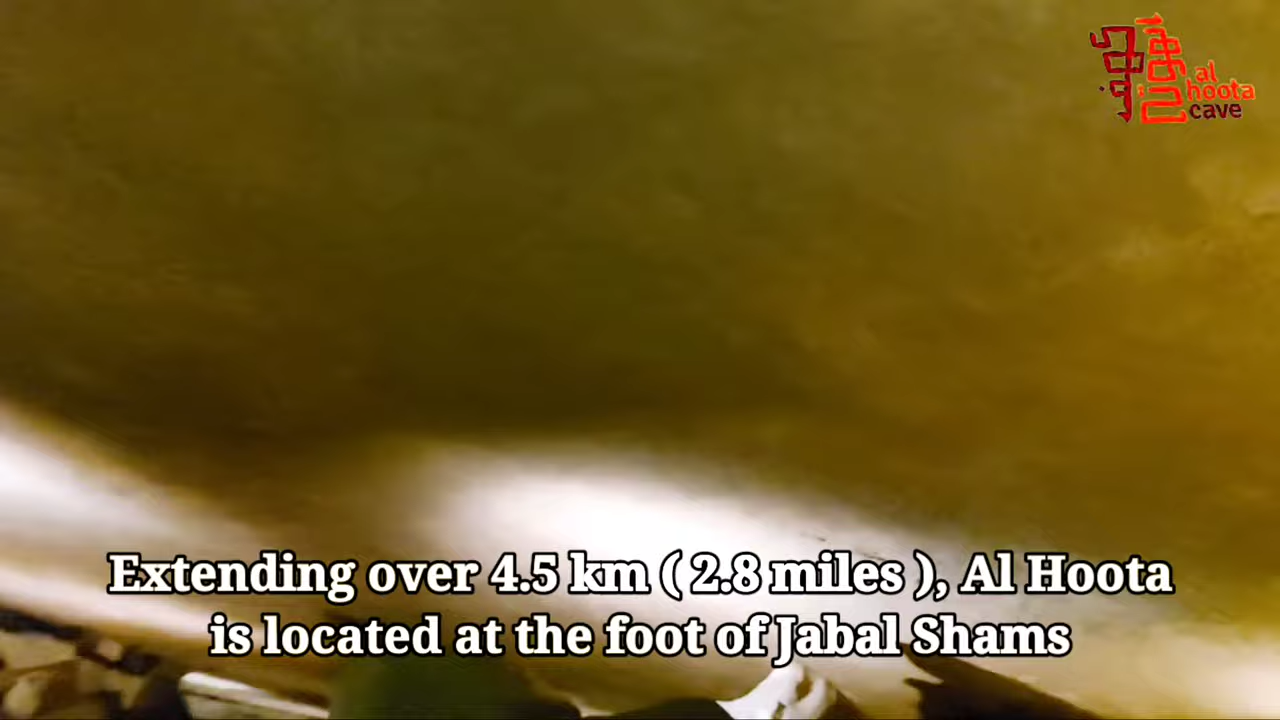 al
hoota
cave
Extending over 4.5 km ( 2.8 miles ), Al Hoota
is located at the foot of Jabal Shams